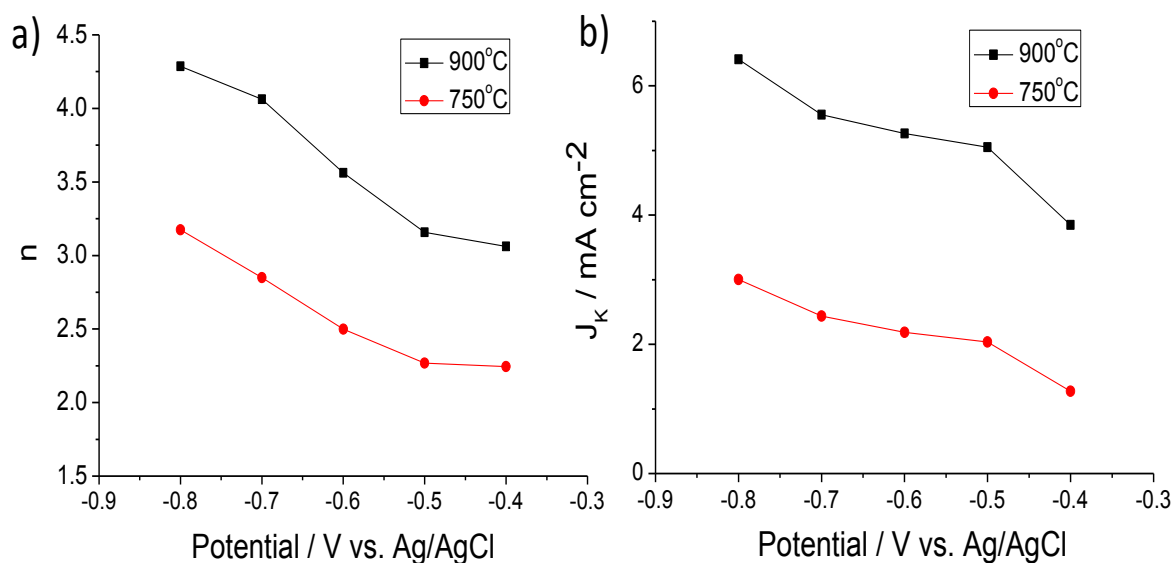 a)
4.5
4.0
3.5
3.0
2.5
2.0
1.5
n
900°C
750°C
-0.9 -0.8 -0.7 -0.6 -0.5 -0.4 -0.3
Potential / V vs. Ag/AgCl
b)
6
4
2
0
J_K / mA cm-2
900°C
750°C
-0.9 -0.8 -0.7 -0.6 -0.5 -0.4 -0.3
Potential / V vs. Ag/AgCl